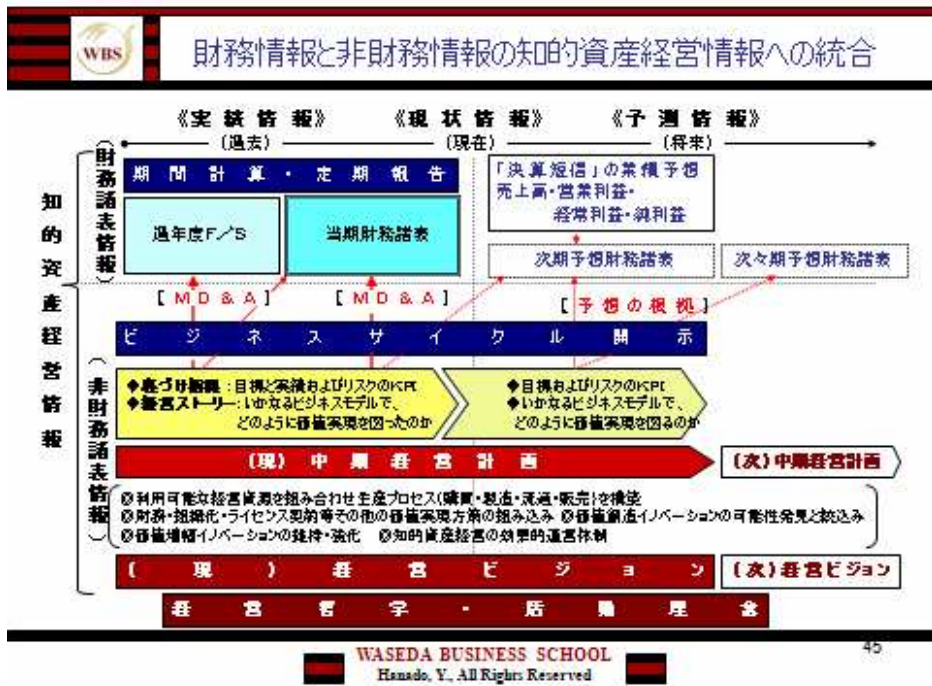 WBS
財務情報と非財務情報の知的資産経営情報への統合
《実績情報》 《現状情報》 《予測情報》
(過去) (現在) (将来)
知的資産経営情報
(財務諸表情報)
期間計算・定期報告
「決算短信」の業績予想
売上高・営業利益・
経常利益・純利益
過年度F/S
当期財務諸表
次期予想財務諸表
次々期予想財務諸表
[MD&A]
[MD&A]
[予想の根拠]
ビジネスサイクル開示
(非財務諸表情報)
◆裏づけ指標:目標と実績およびリスクのKPI
◆経営ストーリー:いかなるビジネスモデルで、
どのように価値実現を図ったのか
◆目標およびリスクのKPI
◆いかなるビジネスモデルで、
どのように価値実現を図るのか
(現)中期経営計画
(次)中期経営計画
◎利用可能な経営資源を組み合わせ生産プロセス(購買・製造・流通・販売)を構築
◎財務・組織化・ライセンス契約等その他の価値実現方策の組み込み ◎価値創造イノベーションの可能性発見と絞込み
◎価値増幅イノベーションの維持・強化 ◎知的資産経営の効果的運営体制
(現)経営ビジョン
(次)経営ビジョン
経営哲学・活動理念
45
WASEDA BUSINESS SCHOOL
Hanado, Y., All Rights Reserved